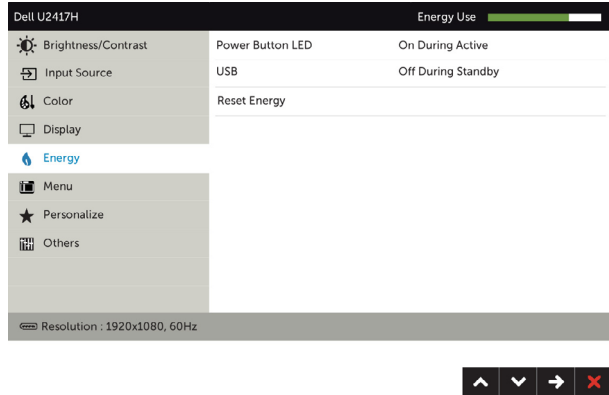 Dell U2417H Energy Use
Brightness/Contrast Power Button LED On During Active
Input Source USB Off During Standby
Color Reset Energy
Display
Energy
Menu
Personalize
Others
Resolution : 1920x1080, 60Hz